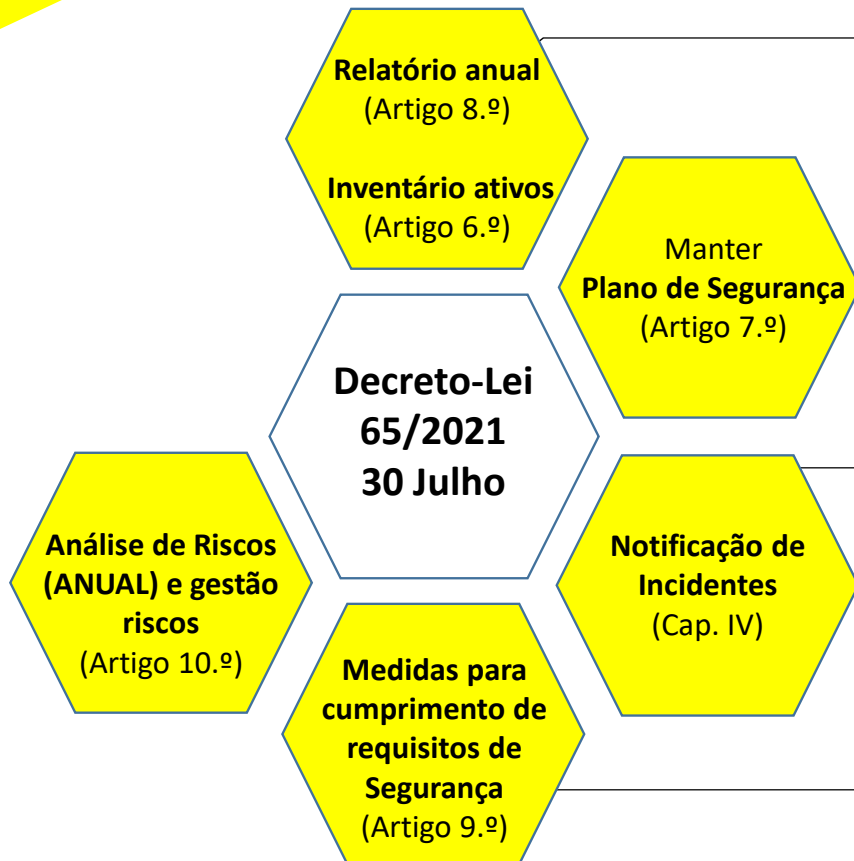 Relatório anual
(Artigo 8.º)
Inventário ativos
(Artigo 6.º)
Manter
Plano de Segurança
(Artigo 7.º)
Decreto-Lei
65/2021
30 Julho
Análise de Riscos
(ANUAL) e gestão
riscos
(Artigo 10.º)
Notificação de
Incidentes
(Cap. IV)
Medidas para
cumprimento de
requisitos de
Segurança
(Artigo 9.º)